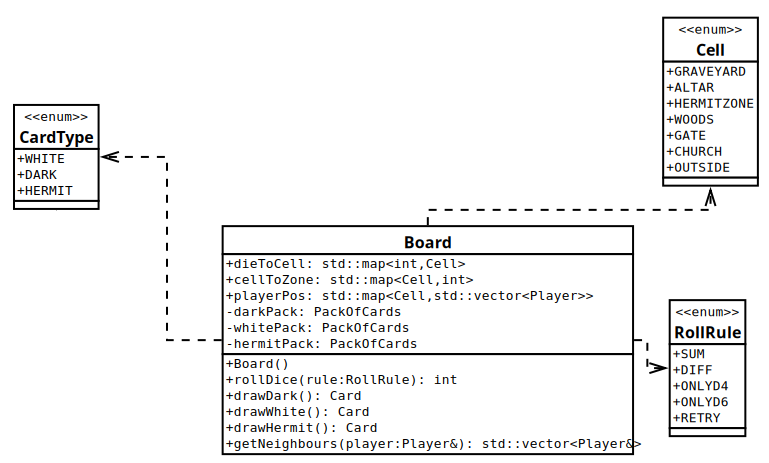 <<enum>>
Cell
+GRAVEYARD
+ALTAR
+HERMITZONE
+WOODS
+GATE
+CHURCH
+OUTSIDE
<<enum>>
CardType
+WHITE
+DARK
+HERMIT
Board
+dieToCell: std::map<int,Cell>
+cellToZone: std::map<Cell,int>
+playerPos: std::map<Cell,std::vector<Player>>
-darkPack: PackOfCards
-whitePack: PackOfCards
-hermitPack: PackOfCards
+Board()
+rollDice(rule:RollRule): int
+drawDark(): Card
+drawWhite(): Card
+drawHermit(): Card
+getNeighbours(player:Player&): std::vector<Player&>
<<enum>>
RollRule
+SUM
+DIFF
+ONLYD4
+ONLYD6
+RETRY